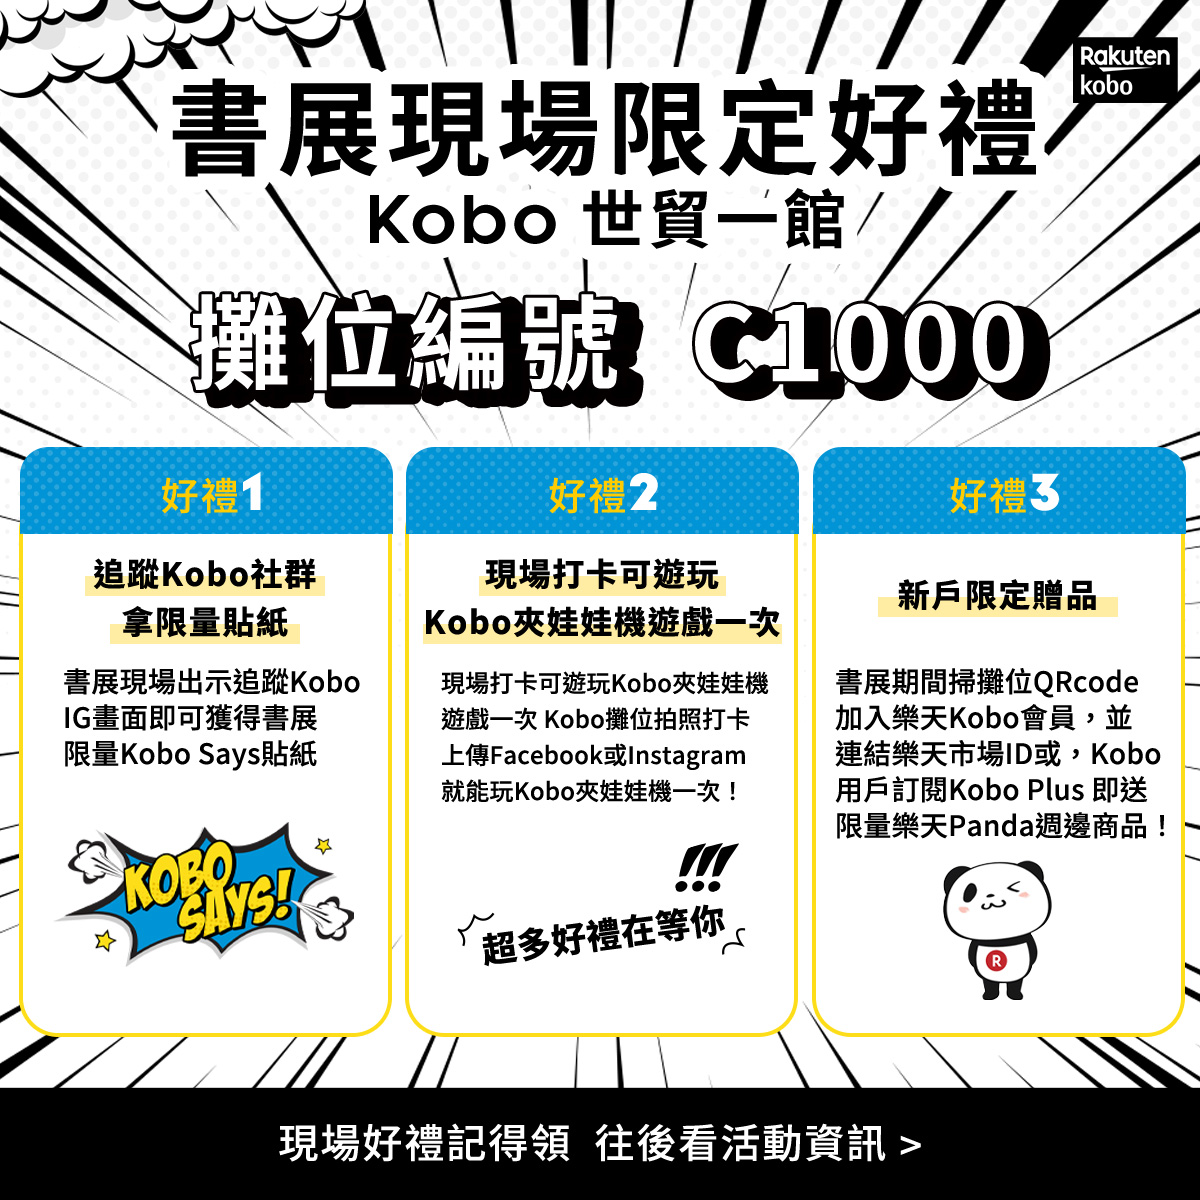 Rakuten
kobo
書展現場限定好禮
Kobo 世貿一館
攤位編號 C1000
好禮1
追蹤Kobo社群
拿限量貼紙
書展現場出示追蹤Kobo
IG畫面即可獲得書展
限量Kobo Says貼紙
KOBO
SAYS!
好禮2
現場打卡可遊玩
Kobo夾娃娃機遊戲一次
現場打卡可遊玩Kobo夾娃娃機
遊戲一次 Kobo攤位拍照打卡
上傳Facebook或Instagram
就能玩Kobo夾娃娃機一次！
!!!
超多好禮在等你
好禮3
新戶限定贈品
書展期間掃攤位QRcode
加入樂天Kobo會員，並
連結樂天市場ID或，Kobo
用戶訂閱Kobo Plus 即送
限量樂天Panda週邊商品！
R
現場好禮記得領 往後看活動資訊 >